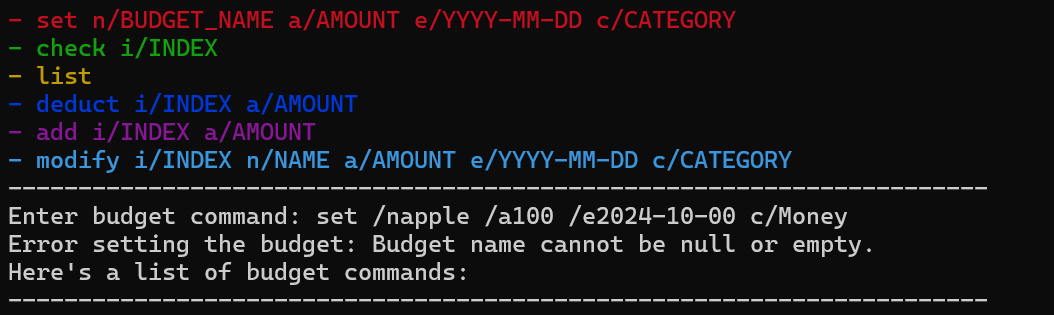 - set n/BUDGET_NAME a/AMOUNT e/YYYY-MM-DD c/CATEGORY
- check i/INDEX
- list
- deduct i/INDEX a/AMOUNT
- add i/INDEX a/AMOUNT
- modify i/INDEX n/NAME a/AMOUNT e/YYYY-MM-DD c/CATEGORY
----------------------------------------------------------------------
Enter budget command: set /napple /a100 /e2024-10-00 c/Money
Error setting the budget: Budget name cannot be null or empty.
Here's a list of budget commands:
----------------------------------------------------------------------